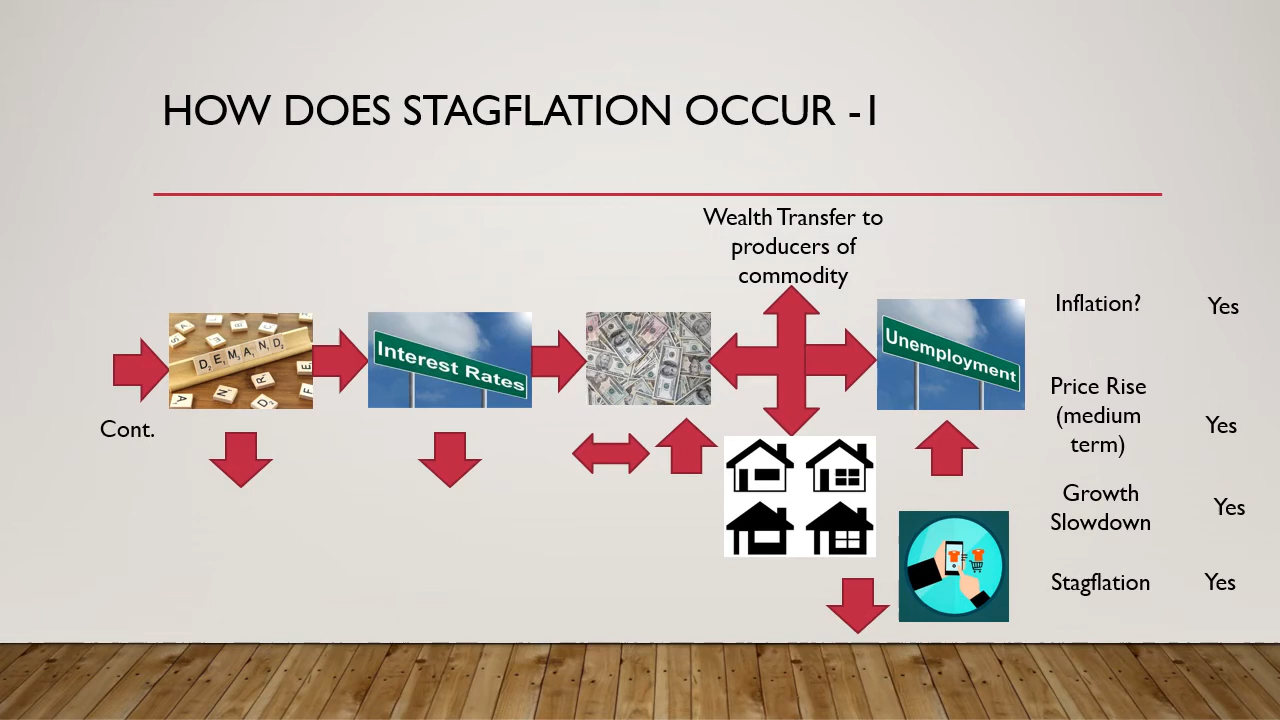 HOW DOES STAGFLATION OCCUR -1
Wealth Transfer to
producers of
commodity
DEMAND
Interest Rates
Unemployment
Cont.
Inflation?
Yes
Price Rise
(medium
term)
Yes
Growth
Slowdown
Yes
Stagflation
Yes